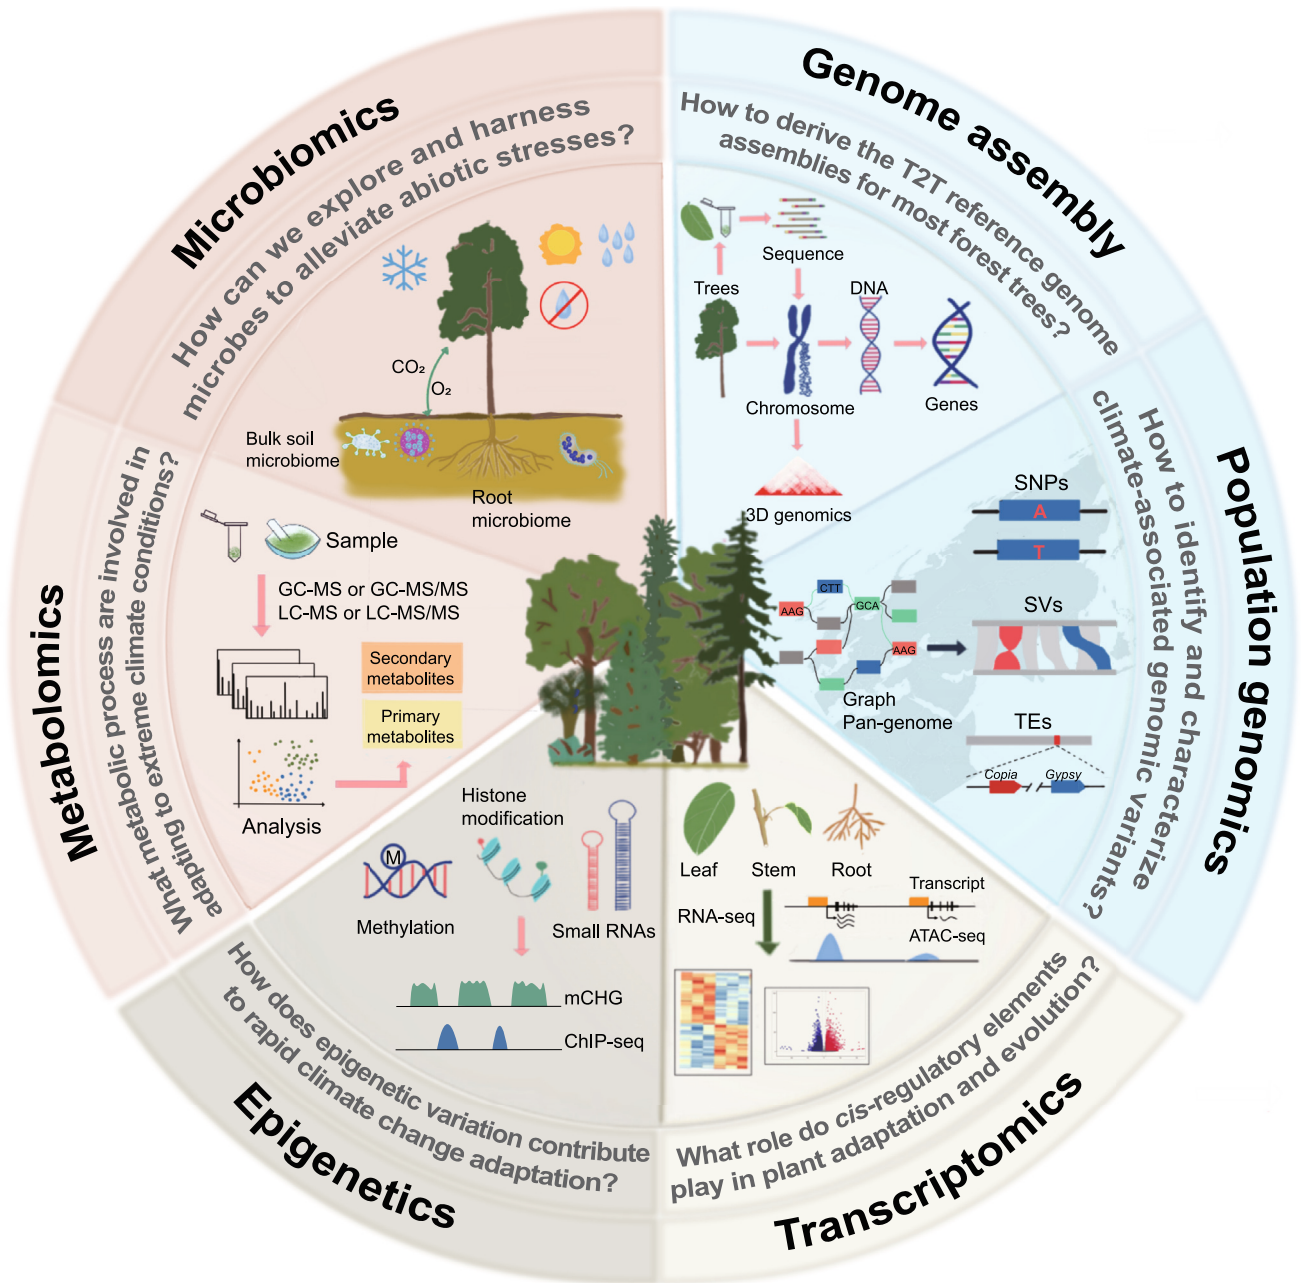 Microbiomics
How can we explore and harness
microbes to alleviate abiotic stresses?
CO₂
O₂
Bulk soil
microbiome
Root
microbiome
Genome assembly
How to derive the T2T reference genome
assemblies for most forest trees?
Sequence
Trees
DNA
Chromosome
Genes
3D genomics
Population genomics
How to identify and characterize
climate-associated genomic variants?
SNPs
A
T
CTT
AAG
GCA
AAG
Graph
Pan-genome
SVs
TEs
Copia
Gypsy
Transcriptomics
What role do cis-regulatory elements
play in plant adaptation and evolution?
Leaf
Stem
Root
RNA-seq
Transcript
ATAC-seq
Epigenetics
How does epigenetic variation contribute
to rapid climate change adaptation?
Histone
modification
M
Methylation
Small RNAs
mCHG
ChIP-seq
Metabolomics
What metabolic process are involved in
adapting to extreme climate conditions?
Sample
GC-MS or GC-MS/MS
LC-MS or LC-MS/MS
Secondary
metabolites
Primary
metabolites
Analysis